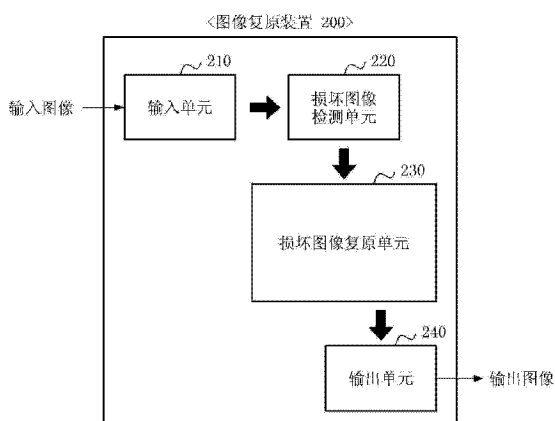 <图像复原装置 200>
210
220
输入图像
输入单元
损坏图像
检测单元
230
损坏图像复原单元
240
输出单元
输出图像